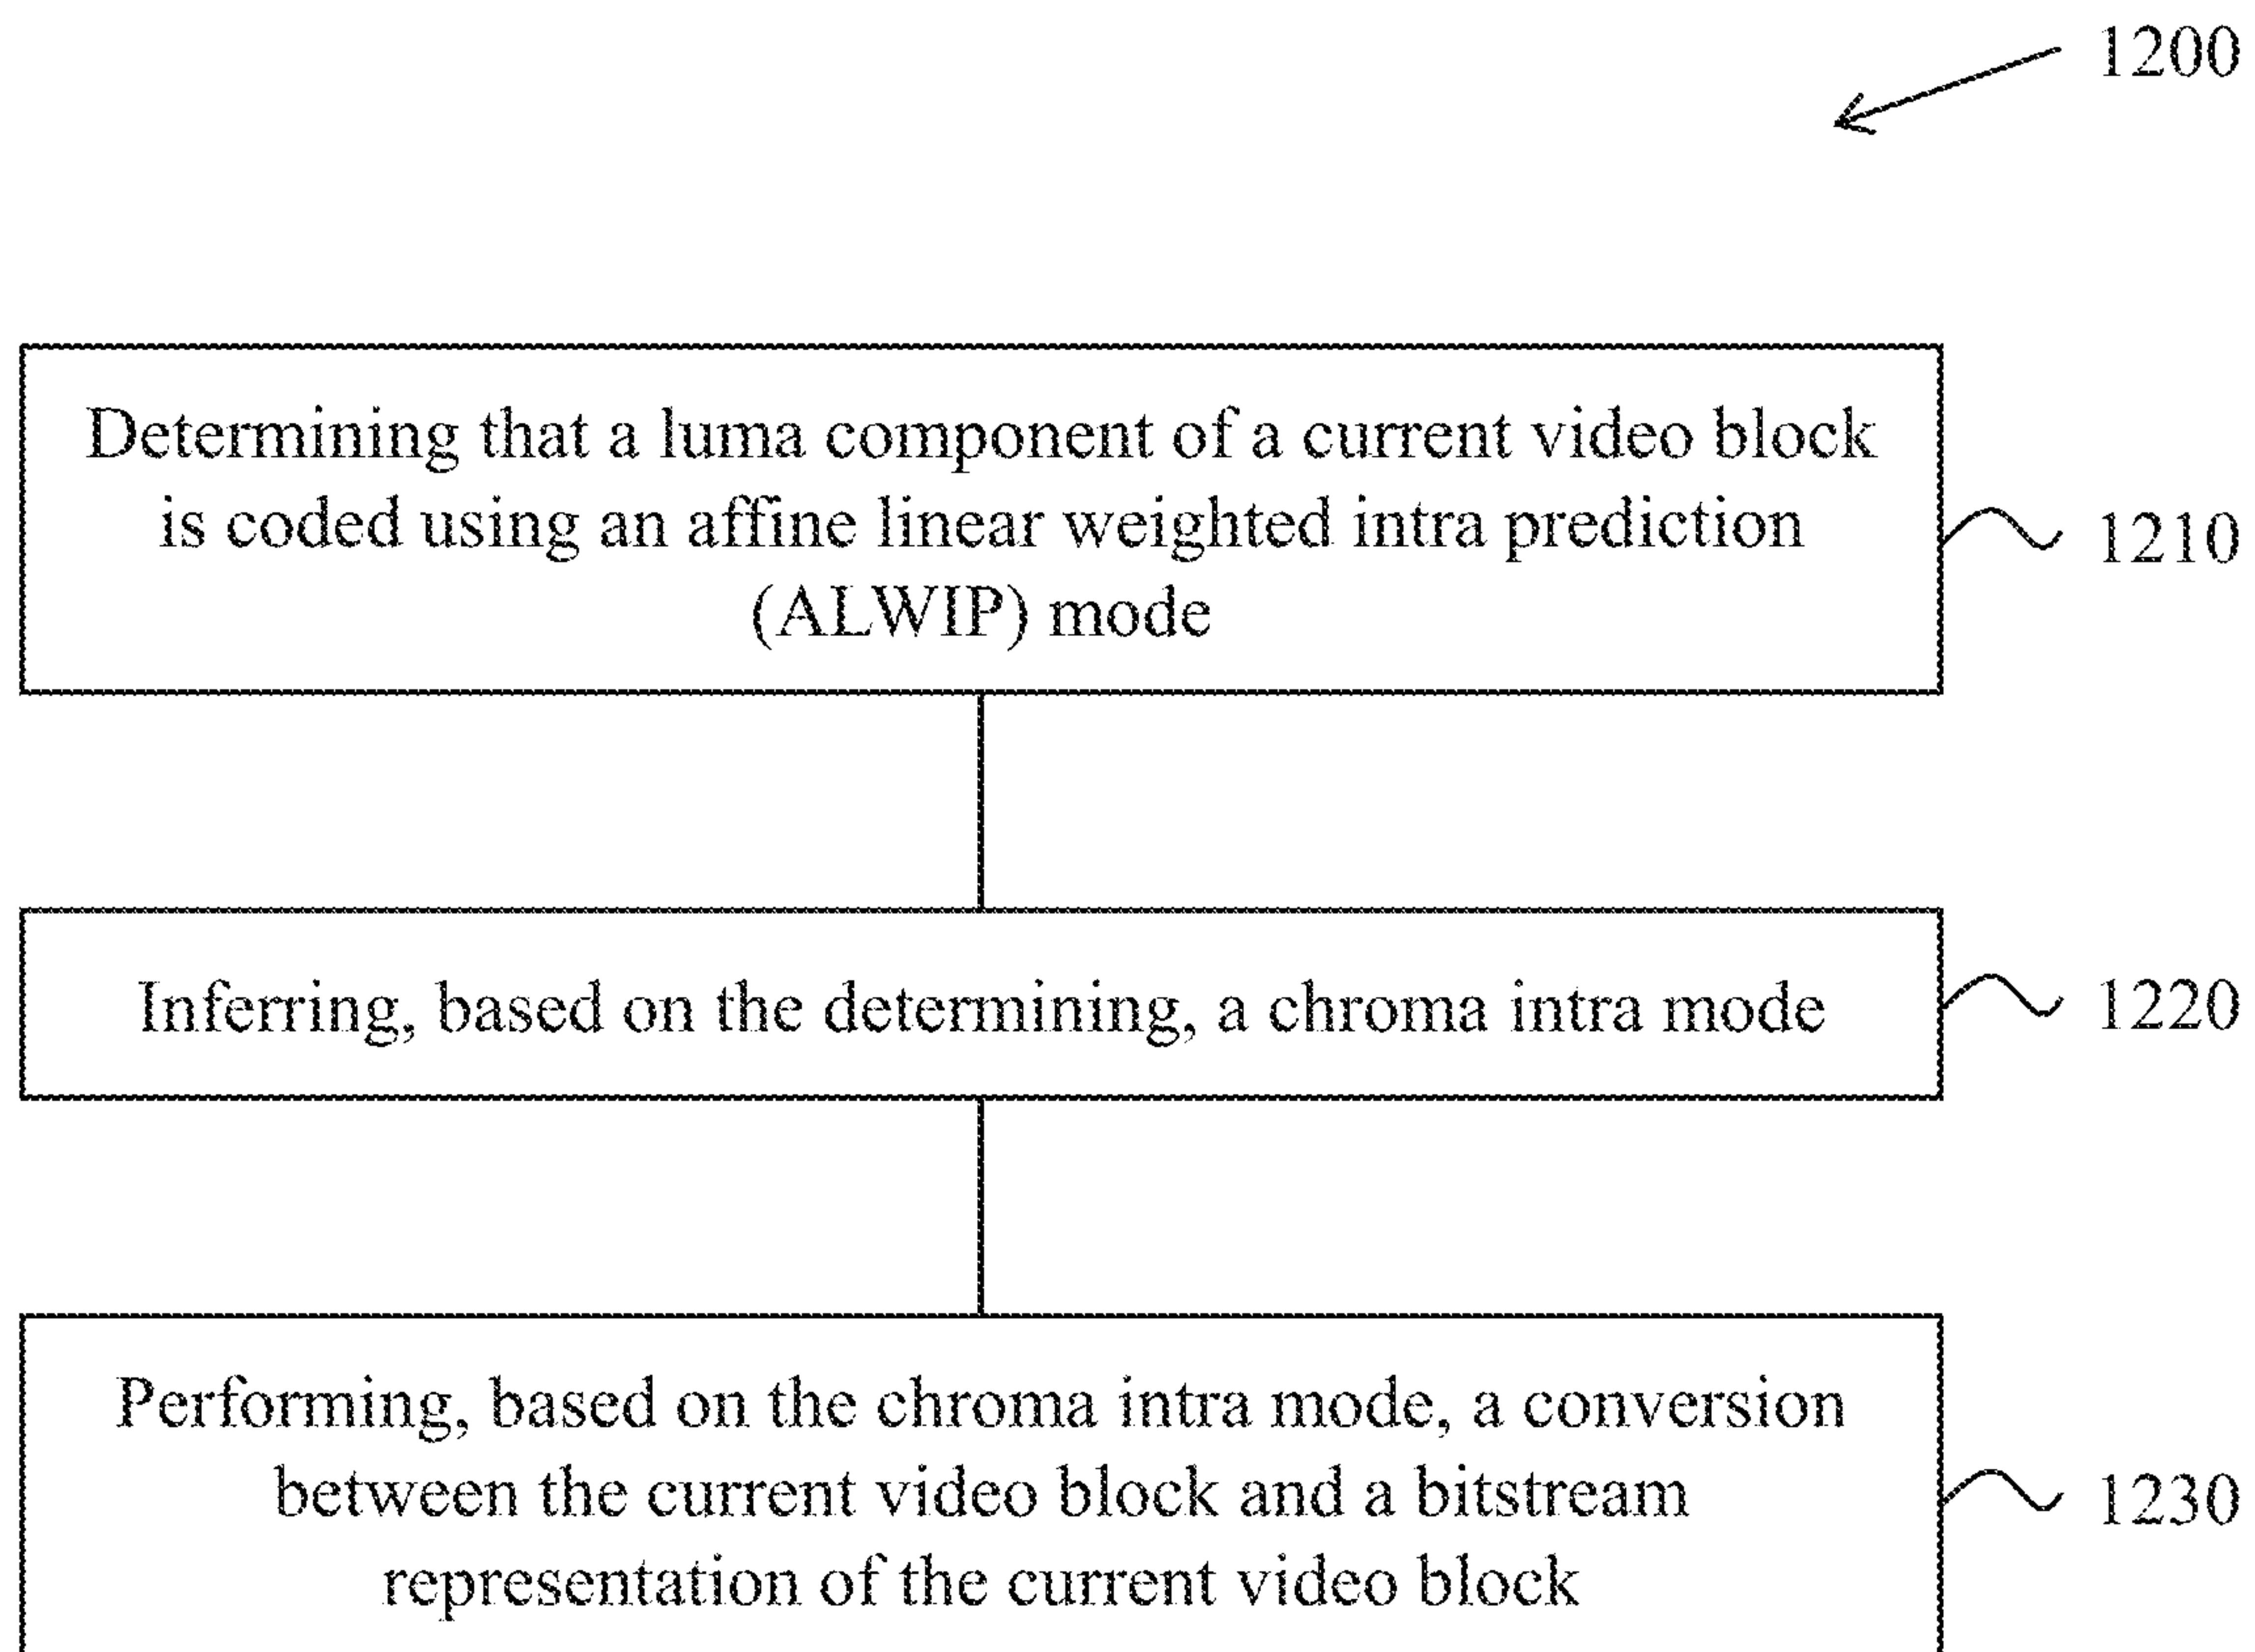 1200
Determining that a luma component of a current video block
is coded using an affine linear weighted intra prediction
(ALWIP) mode
1210
Inferring, based on the determining, a chroma intra mode
1220
Performing, based on the chroma intra mode, a conversion
between the current video block and a bitstream
representation of the current video block
1230